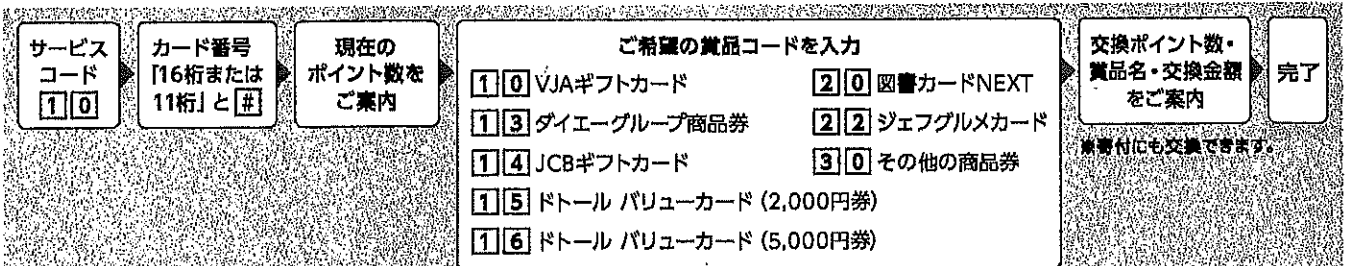 サービス
コード
10
カード番号
「16桁または
11桁」と#
現在の
ポイント数を
ご案内
ご希望の賞品コードを入力
10 VJAギフトカード
20 図書カードNEXT
13 ダイエーグループ商品券
22 ジェフグルメカード
14 JCBギフトカード
30 その他の商品券
15 ドトール バリューカード(2,000円券)
16 ドトール バリューカード(5,000円券)
交換ポイント数・
賞品名・交換金額
をご案内
※寄付にも交換できます。
完了